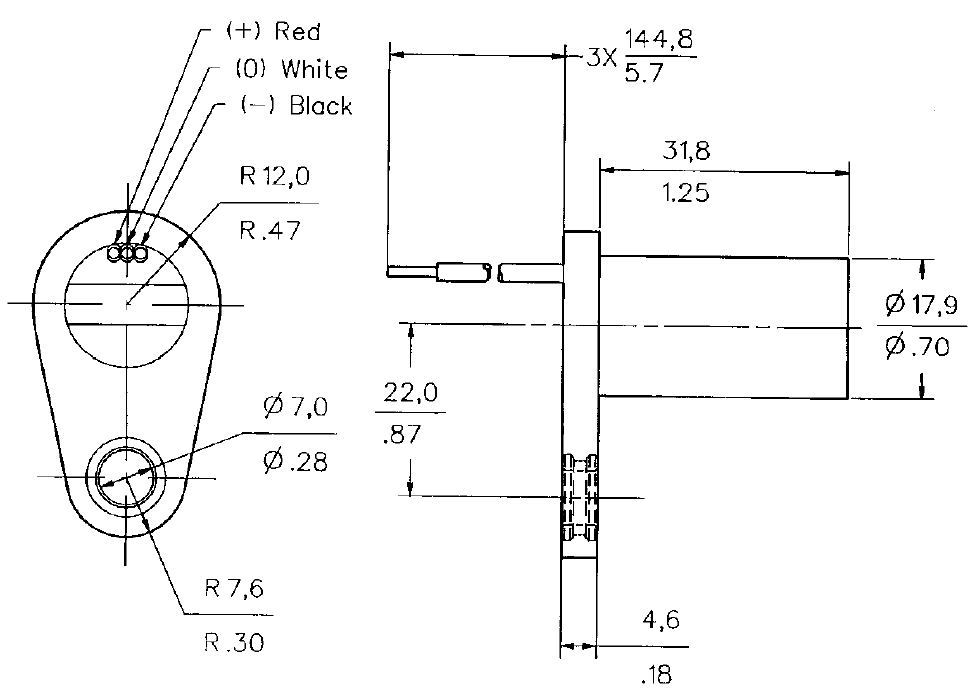 (+) Red
(0) White
(−) Black
R 12,0
R .47
Ø 7,0
Ø .28
R 7,6
R .30
3X 144,8
5.7
31,8
1.25
Ø 17,9
Ø .70
22,0
.87
4,6
.18